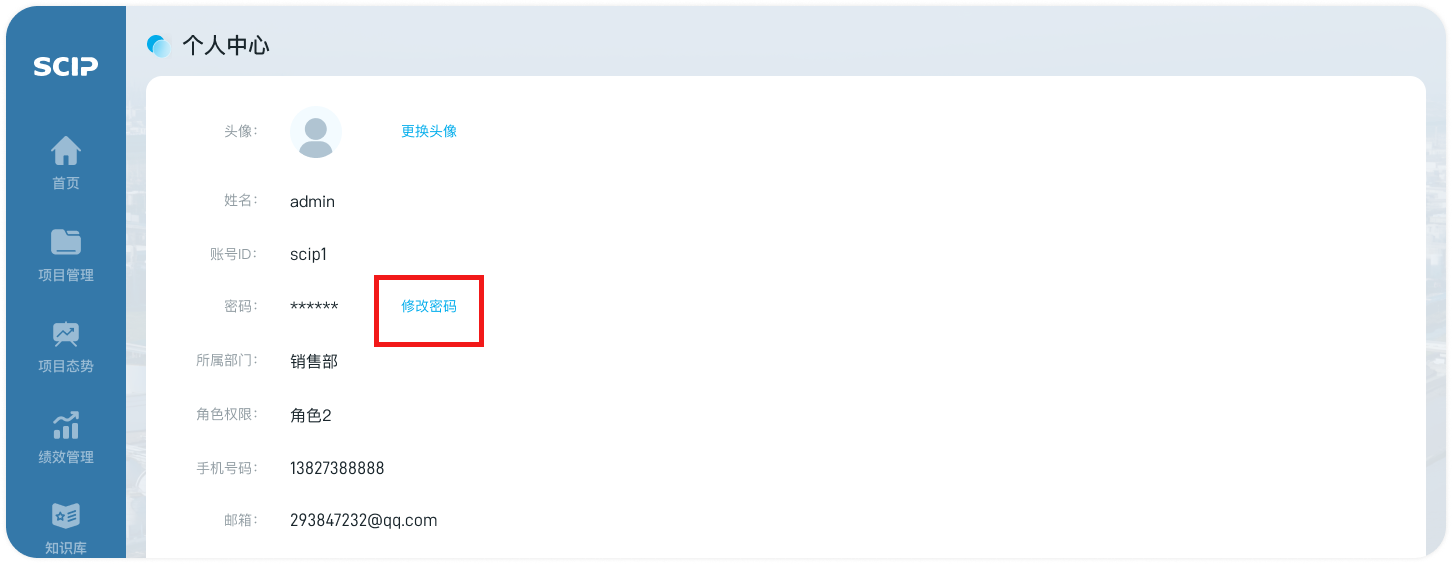 SCIP
首页
项目管理
项目态势
绩效管理
知识库
个人中心
头像: 更换头像
姓名: admin
账号ID: scip1
密码: ****** 修改密码
所属部门: 销售部
角色权限: 角色2
手机号码: 13827388888
邮箱: 293847232@qq.com